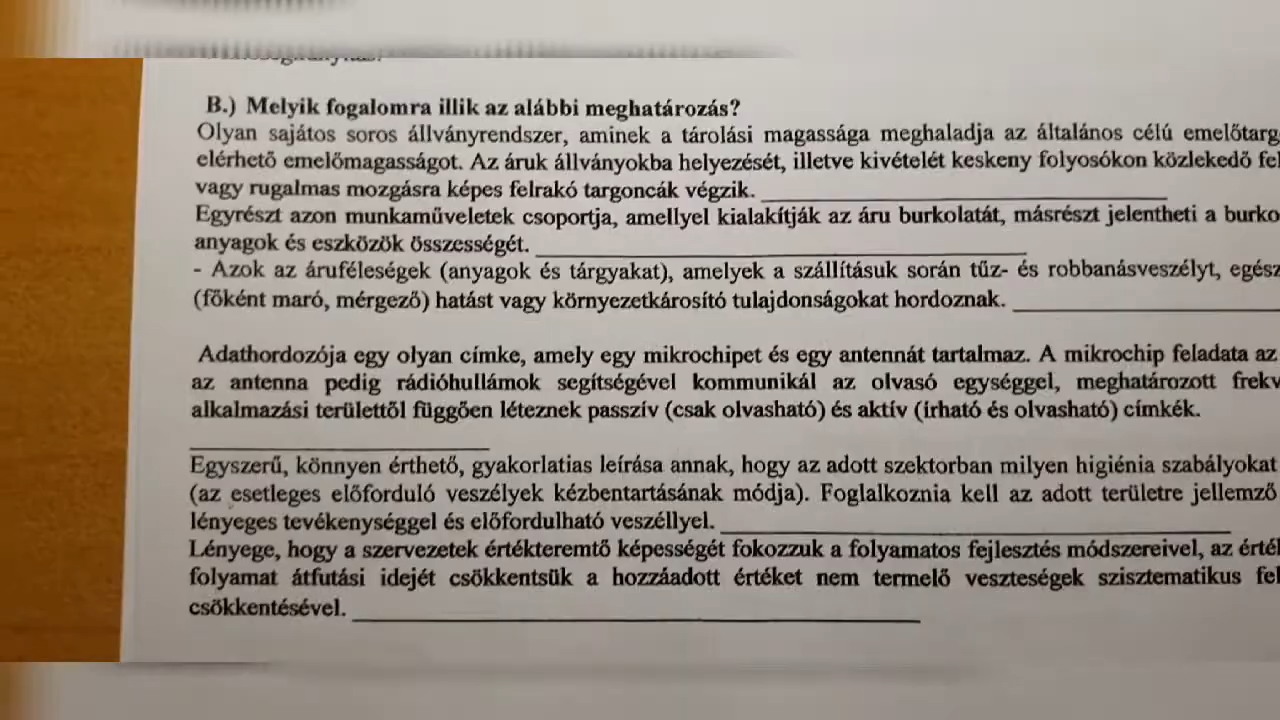 B.) Melyik fogalomra illik az alábbi meghatározás?
Olyan sajátos soros állványrendszer, aminek a tárolási magassága meghaladja az általános célú emelőtarg
elérhető emelőmagasságot. Az áruk állványokba helyezését, illetve kivételét keskeny folyosókon közlekedő fel
vagy rugalmas mozgásra képes felrakó targoncák végzik.
Egyrészt azon munkaműveletek csoportja, amellyel kialakítják az áru burkolatát, másrészt jelentheti a burko
anyagok és eszközök összességét.
- Azok az áruféleségek (anyagok és tárgyakat), amelyek a szállításuk során tűz- és robbanásveszélyt, egész
(főként maró, mérgező) hatást vagy környezetkárosító tulajdonságokat hordoznak.
Adathordozója egy olyan címke, amely egy mikrochipet és egy antennát tartalmaz. A mikrochip feladata az
az antenna pedig rádióhullámok segítségével kommunikál az olvasó egységgel, meghatározott frekv
alkalmazási területtől függően léteznek passzív (csak olvasható) és aktív (írható és olvasható) címkék.
Egyszerű, könnyen érthető, gyakorlatias leírása annak, hogy az adott szektorban milyen higiénia szabályokat
(az esetleges előforduló veszélyek kézbentartásának módja). Foglalkoznia kell az adott területre jellemző
lényeges tevékenységgel és előfordulható veszéllyel.
Lényege, hogy a szervezetek értékteremtő képességét fokozzuk a folyamatos fejlesztés módszereivel, az érték
folyamat átfutási idejét csökkentsük a hozzáadott értéket nem termelő veszteségek szisztematikus fel
csökkentésével.